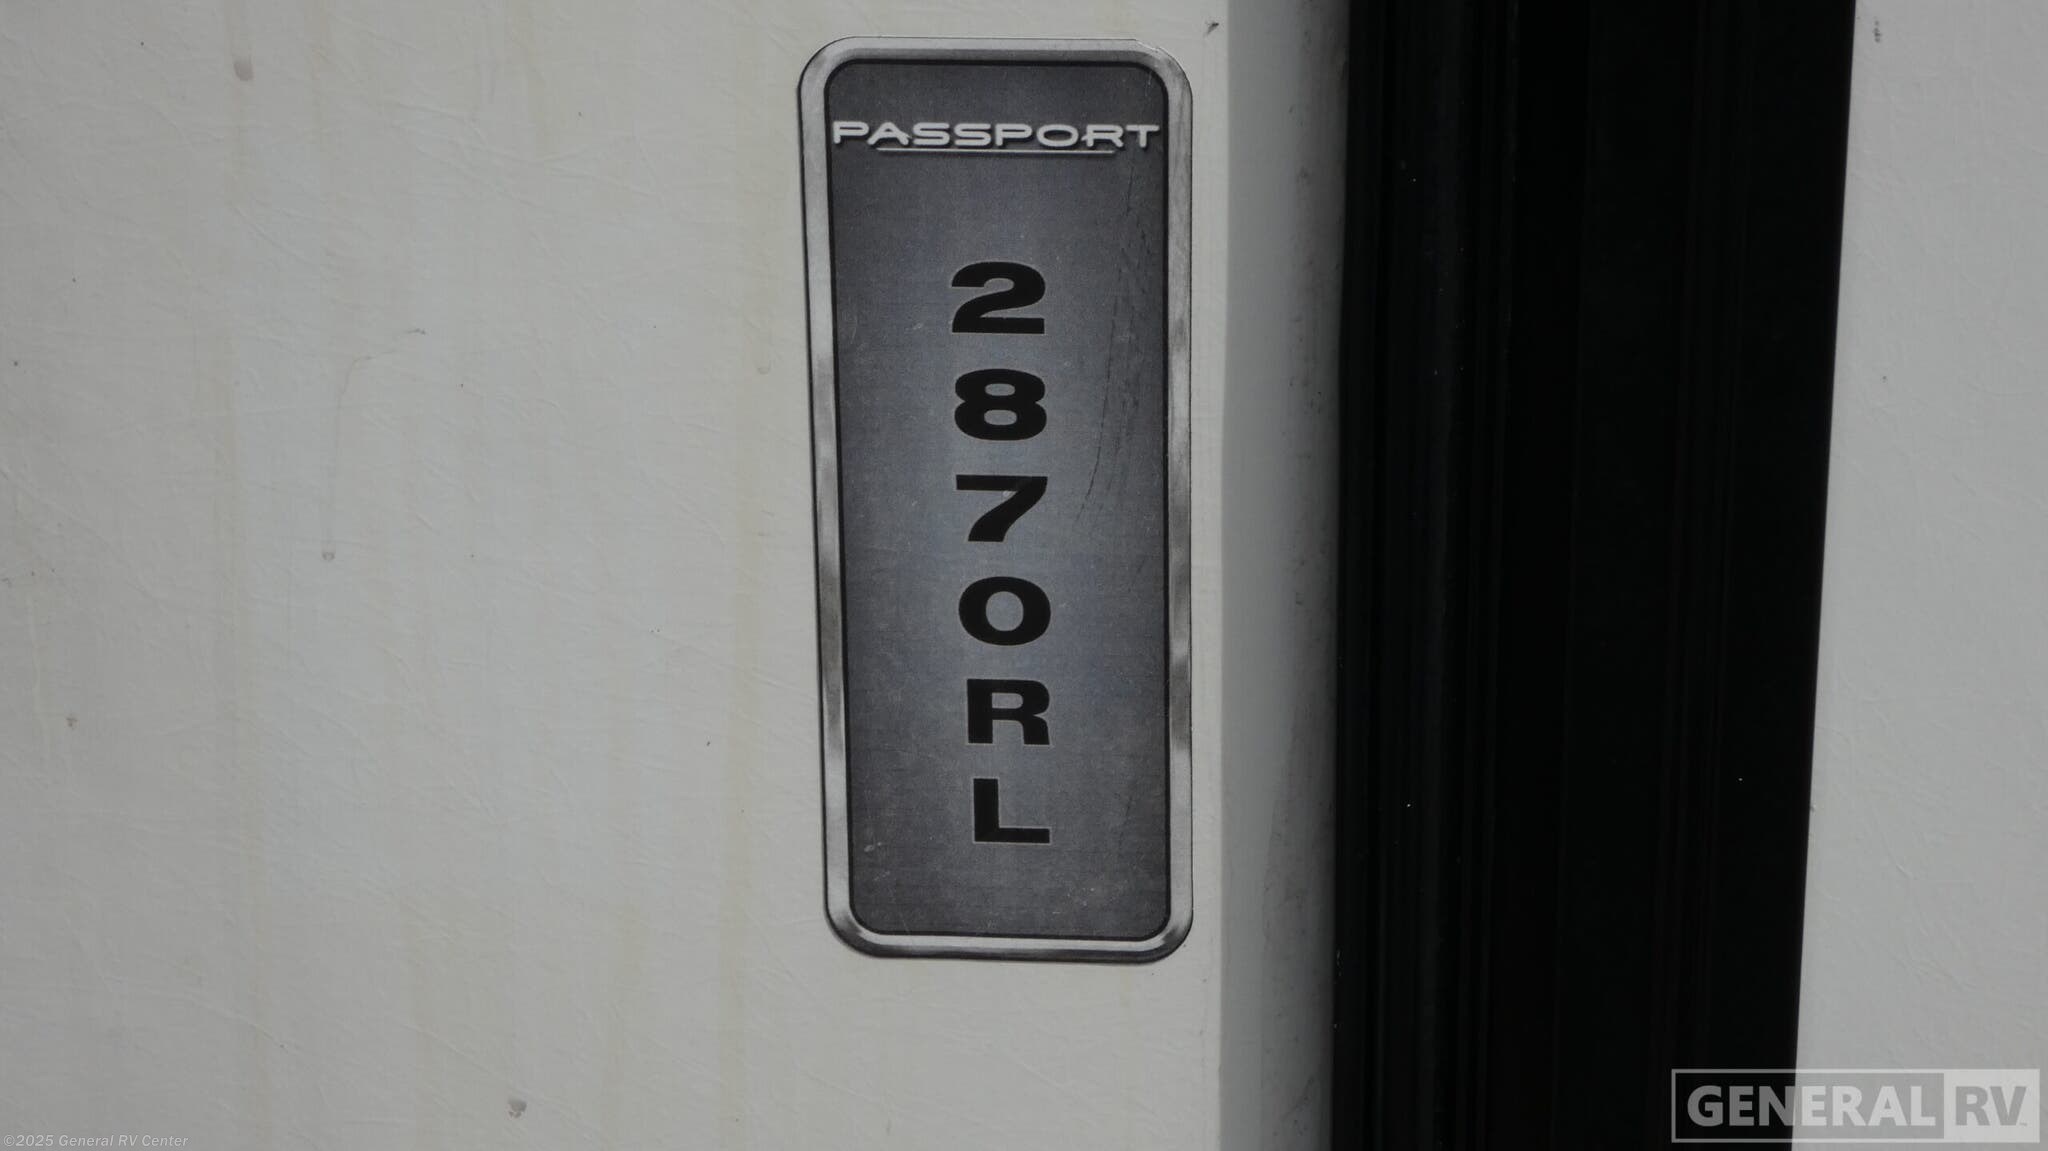 PASSPORT
2
8
7
0
R
L
GENERAL RV
©2025 General RV Center